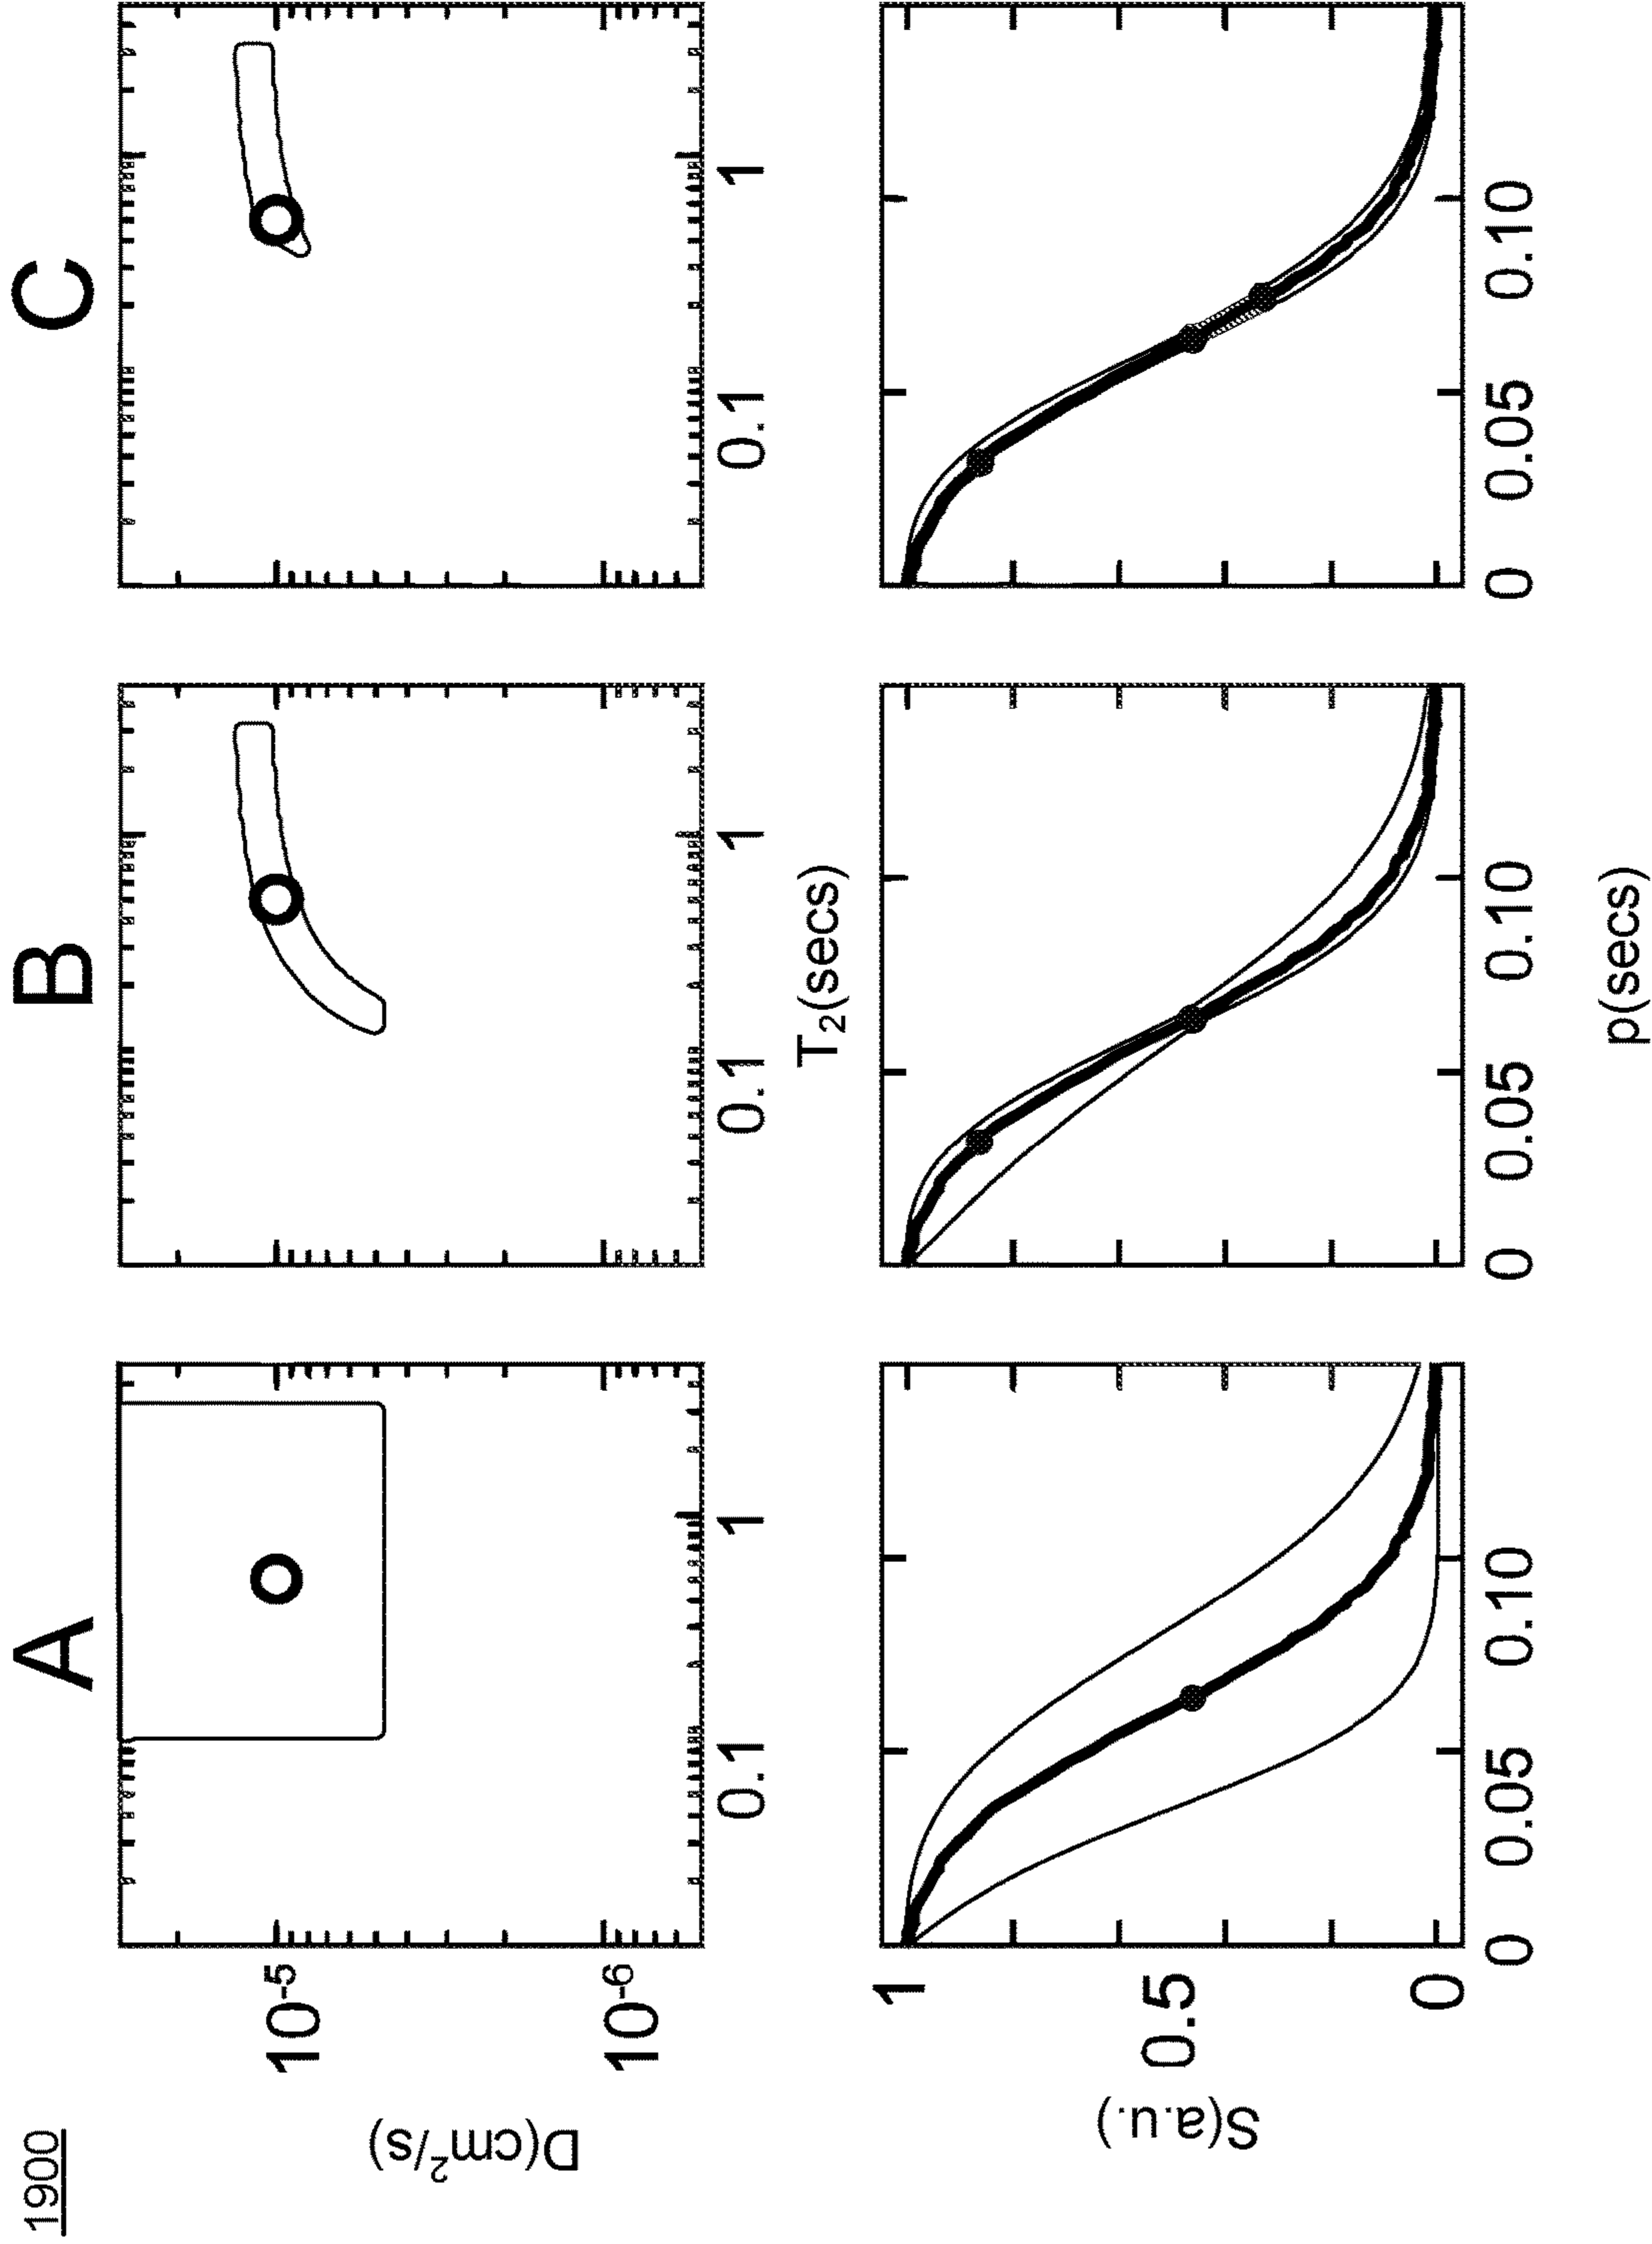 1900
A B C
D(cm²/s)
10⁻⁵
10⁻⁶
0.1 1 0.1 1 0.1 1
T₂(secs)
S(a.u.)
1
0.5
0
0 0.05 0.10 0 0.05 0.10 0 0.05 0.10
p(secs)